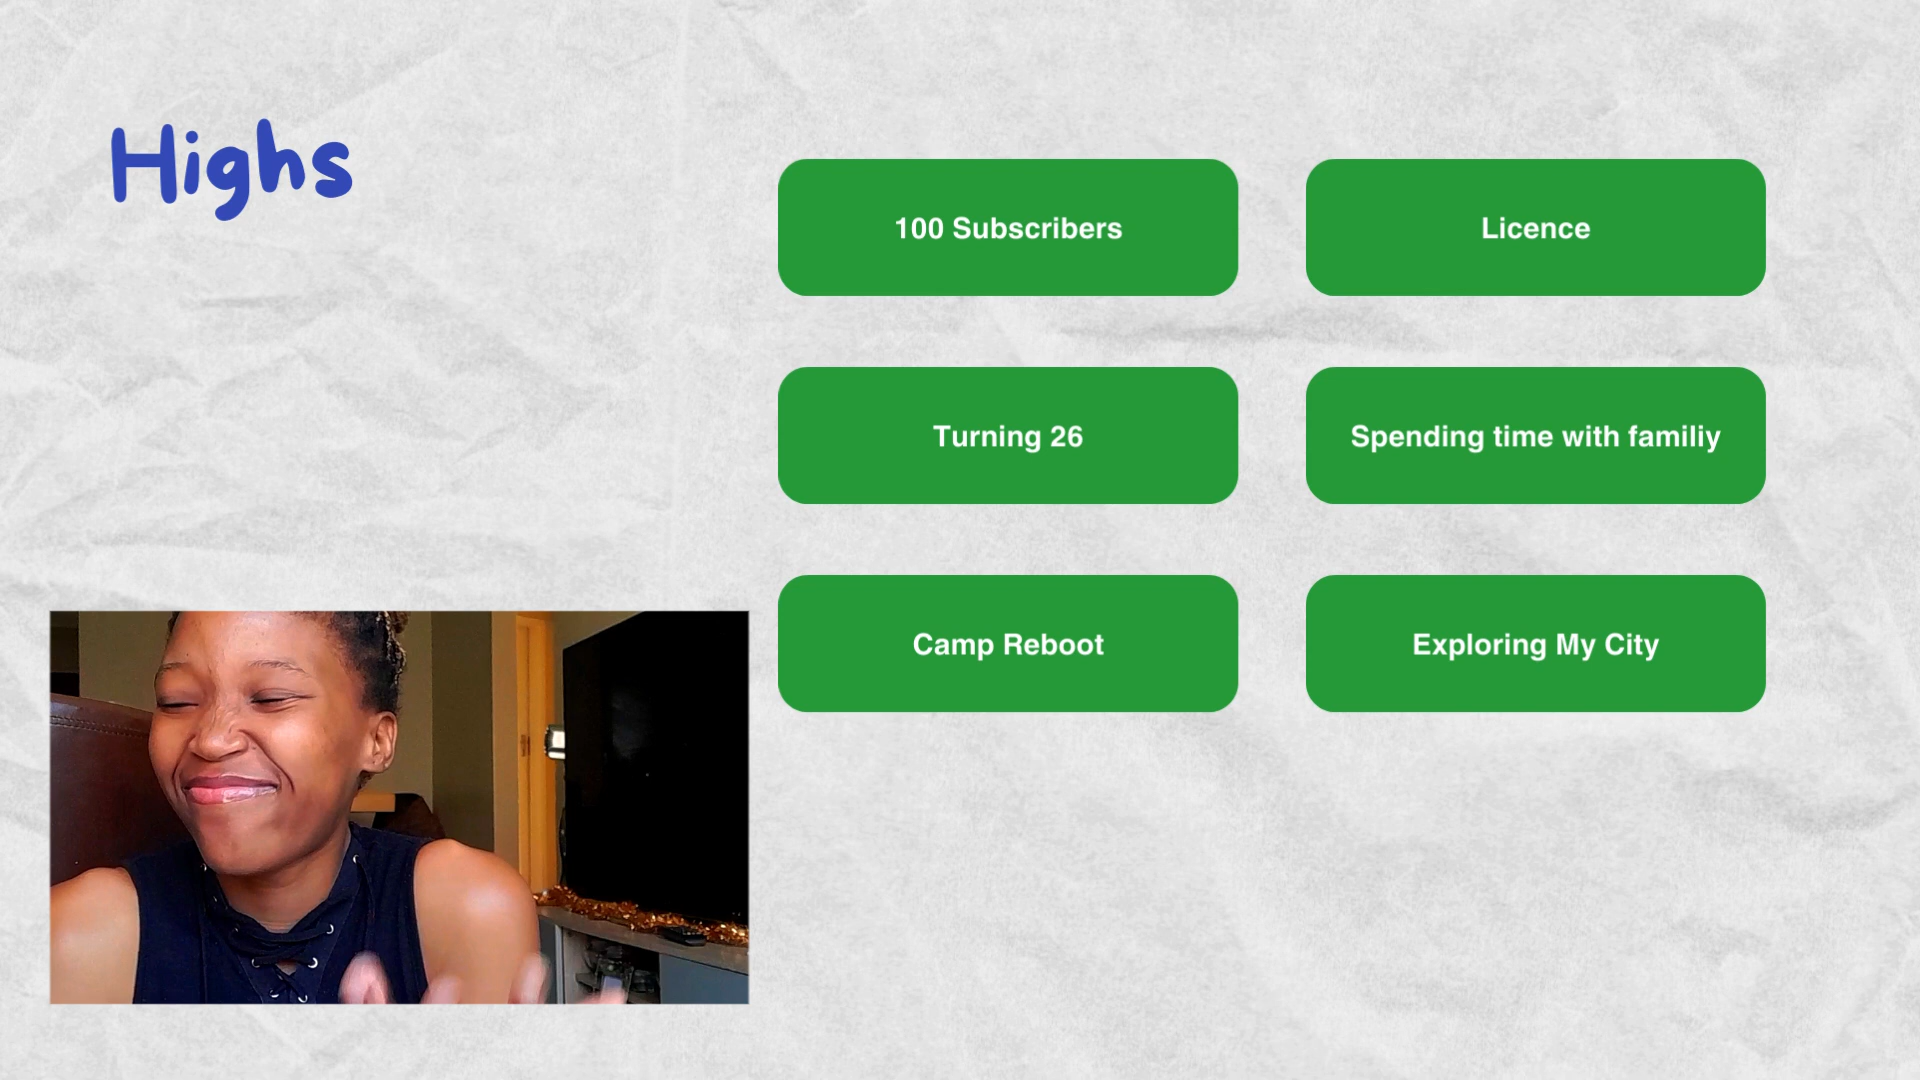 Highs
100 Subscribers
Licence
Turning 26
Spending time with familiy
Camp Reboot
Exploring My City